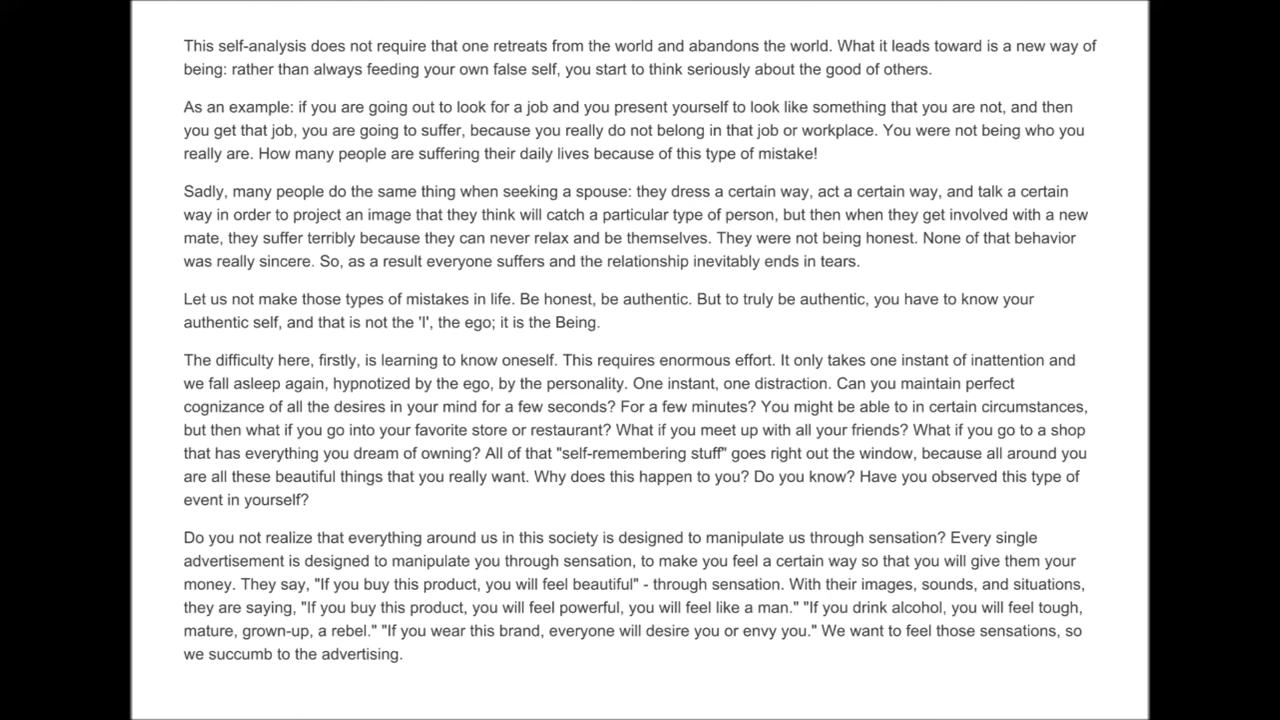 This self-analysis does not require that one retreats from the world and abandons the world. What it leads toward is a new way of
being: rather than always feeding your own false self, you start to think seriously about the good of others.
As an example: if you are going out to look for a job and you present yourself to look like something that you are not, and then
you get that job, you are going to suffer, because you really do not belong in that job or workplace. You were not being who you
really are. How many people are suffering their daily lives because of this type of mistake!
Sadly, many people do the same thing when seeking a spouse: they dress a certain way, act a certain way, and talk a certain
way in order to project an image that they think will catch a particular type of person, but then when they get involved with a new
mate, they suffer terribly because they can never relax and be themselves. They were not being honest. None of that behavior
was really sincere. So, as a result everyone suffers and the relationship inevitably ends in tears.
Let us not make those types of mistakes in life. Be honest, be authentic. But to truly be authentic, you have to know your
authentic self, and that is not the 'I', the ego; it is the Being.
The difficulty here, firstly, is learning to know oneself. This requires enormous effort. It only takes one instant of inattention and
we fall asleep again, hypnotized by the ego, by the personality. One instant, one distraction. Can you maintain perfect
cognizance of all the desires in your mind for a few seconds? For a few minutes? You might be able to in certain circumstances,
but then what if you go into your favorite store or restaurant? What if you meet up with all your friends? What if you go to a shop
that has everything you dream of owning? All of that "self-remembering stuff" goes right out the window, because all around you
are all these beautiful things that you really want. Why does this happen to you? Do you know? Have you observed this type of
event in yourself?
Do you not realize that everything around us in this society is designed to manipulate us through sensation? Every single
advertisement is designed to manipulate you through sensation, to make you feel a certain way so that you will give them your
money. They say, "If you buy this product, you will feel beautiful" - through sensation. With their images, sounds, and situations,
they are saying, "If you buy this product, you will feel powerful, you will feel like a man." "If you drink alcohol, you will feel tough,
mature, grown-up, a rebel." "If you wear this brand, everyone will desire you or envy you." We want to feel those sensations, so
we succumb to the advertising.